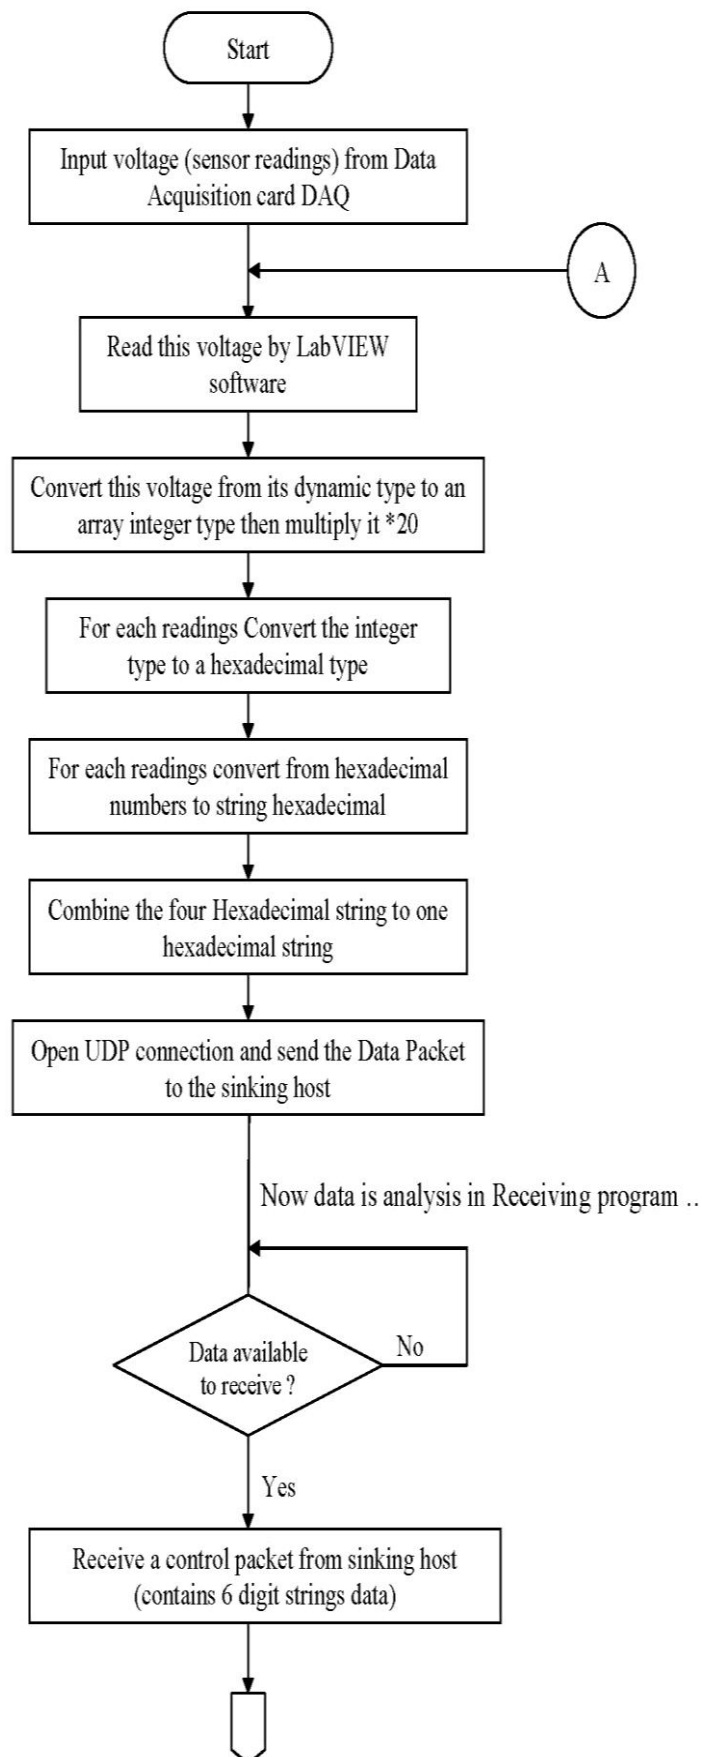 Start
Input voltage (sensor readings) from Data
Acquisition card DAQ
A
Read this voltage by LabVIEW
software
Convert this voltage from its dynamic type to an
array integer type then multiply it *20
For each readings Convert the integer
type to a hexadecimal type
For each readings convert from hexadecimal
numbers to string hexadecimal
Combine the four Hexadecimal string to one
hexadecimal string
Open UDP connection and send the Data Packet
to the sinking host
Now data is analysis in Receiving program ..
Data available
to receive ?
No
Yes
Receive a control packet from sinking host
(contains 6 digit strings data)